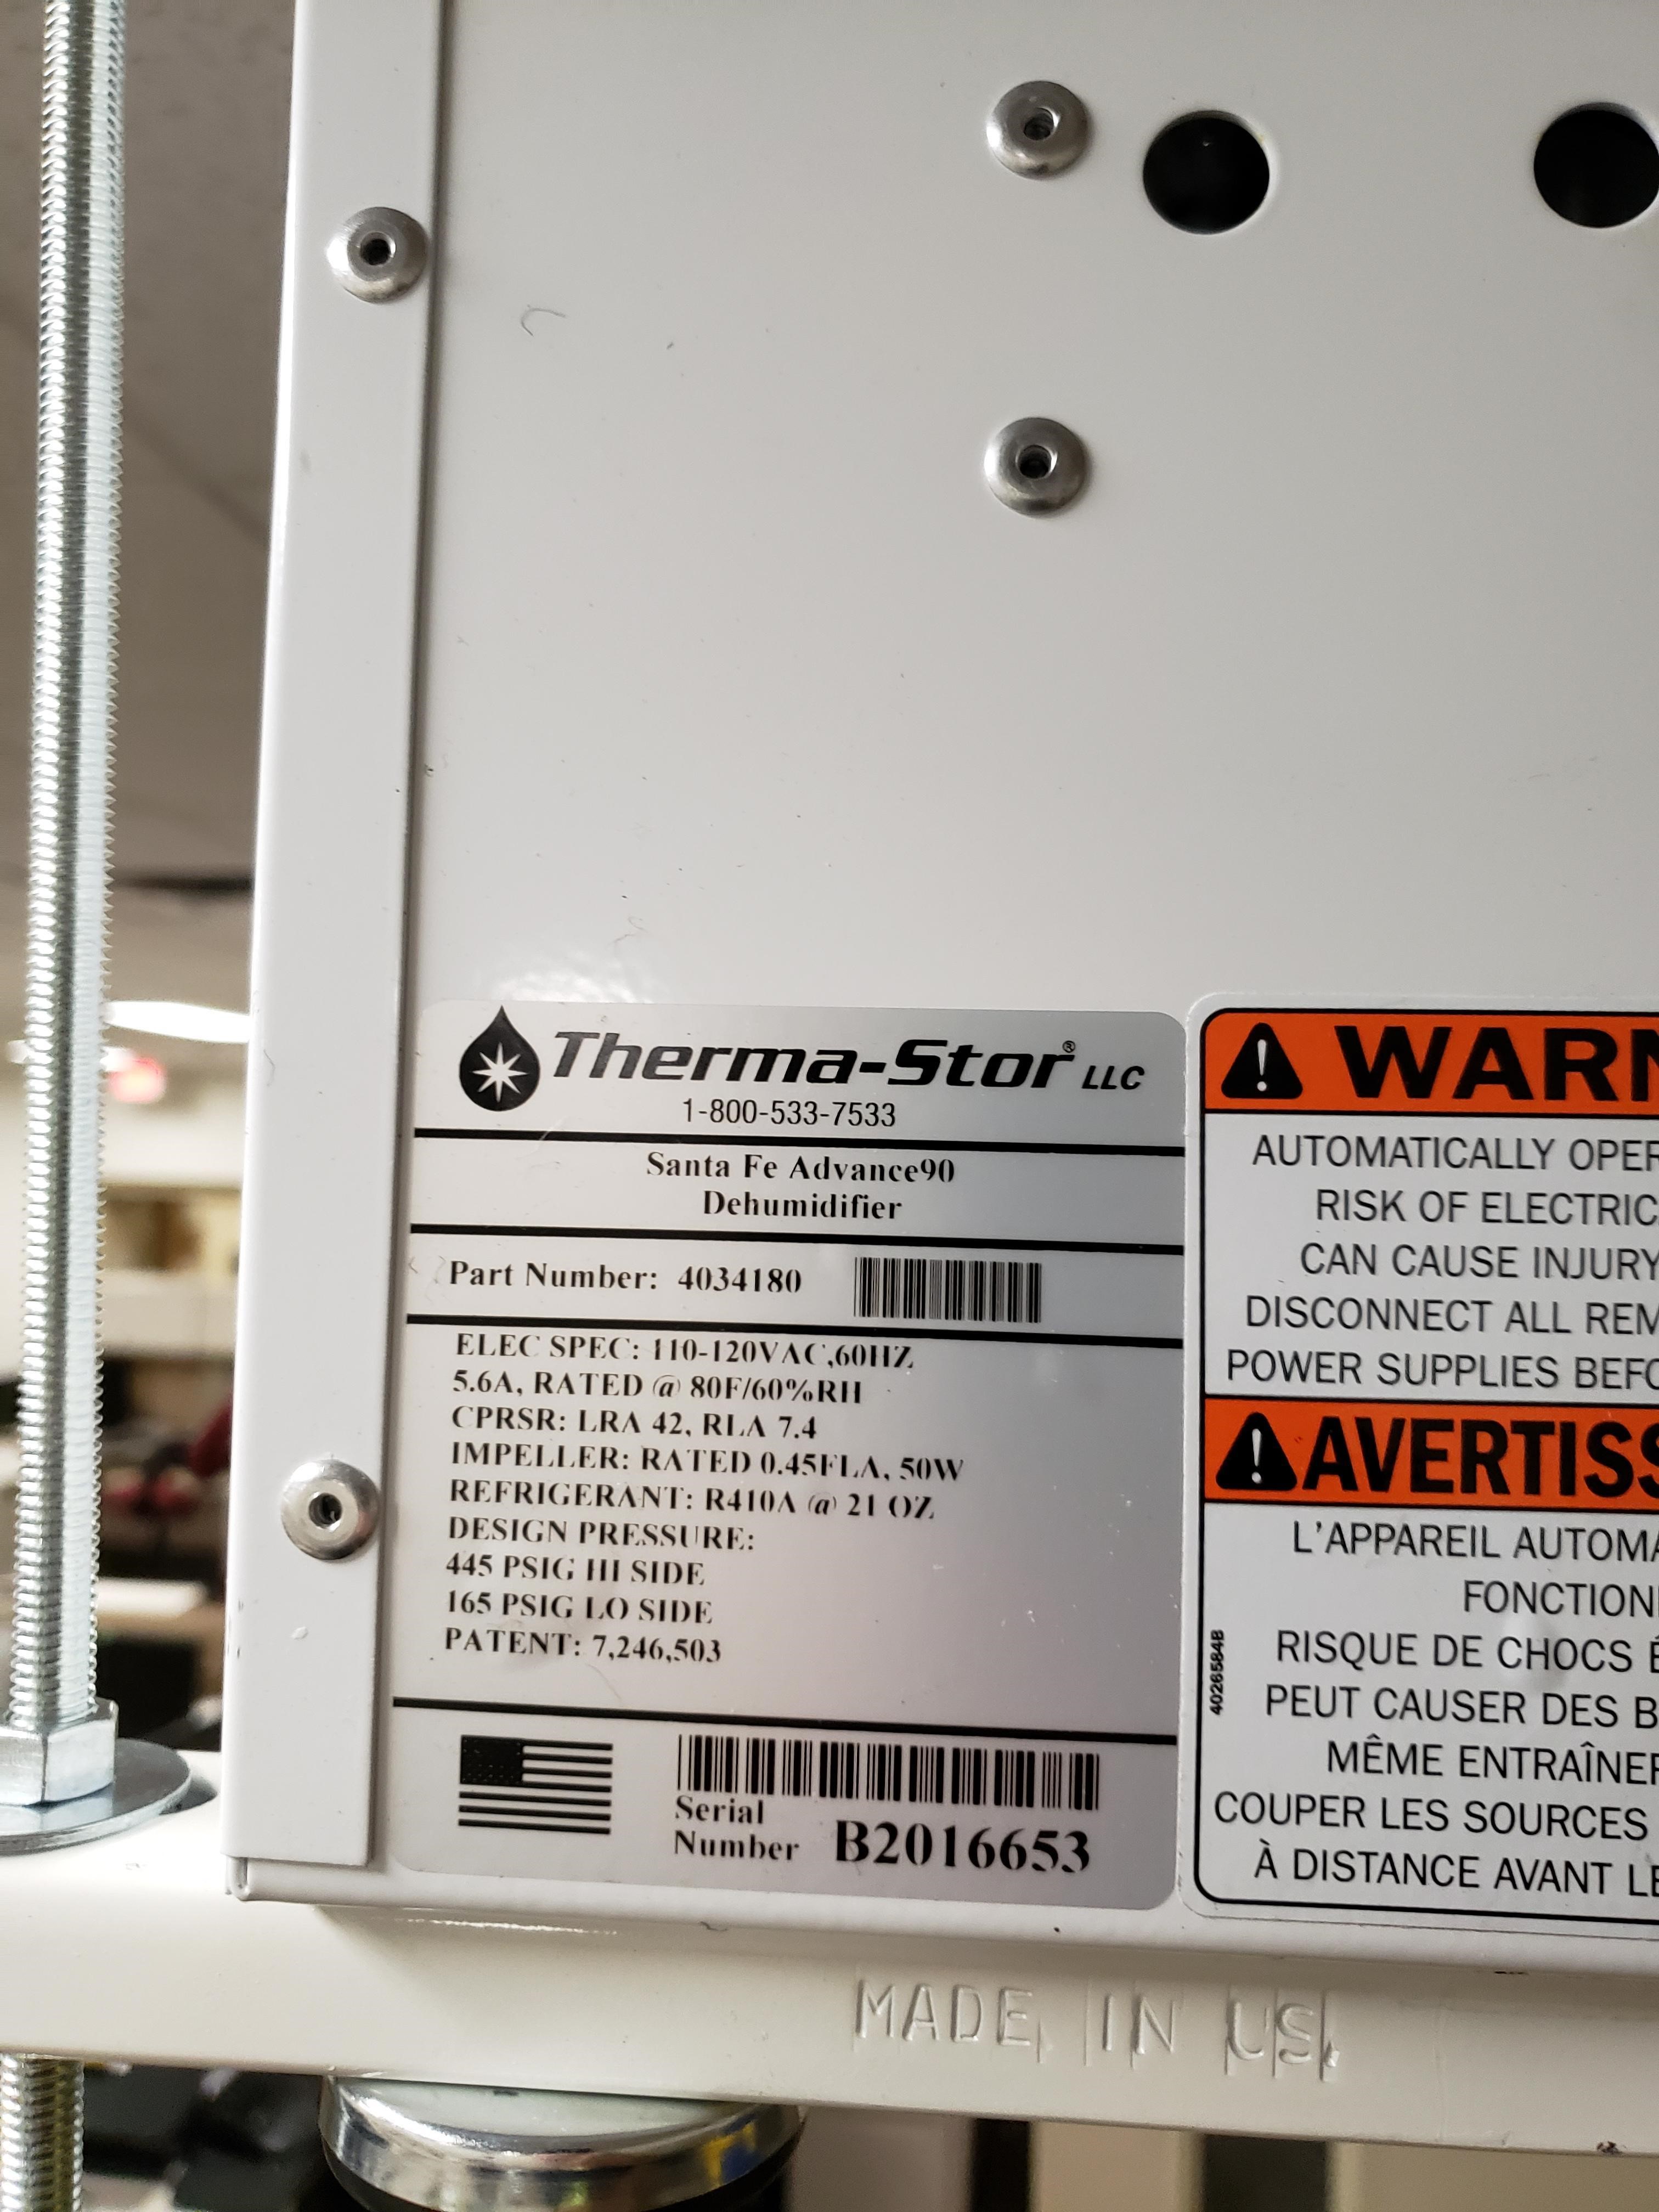 Therma-Stor® LLC
1-800-533-7533
Santa Fe Advance90
Dehumidifier
Part Number: 4034180
ELEC SPEC: 110-120VAC,60HZ
5.6A, RATED @ 80F/60%RH
CPRSR: LRA 42, RLA 7.4
IMPELLER: RATED 0.45FLA, 50W
REFRIGERANT: R410A @ 21 OZ
DESIGN PRESSURE:
445 PSIG HI SIDE
165 PSIG LO SIDE
PATENT: 7,246,503
Serial
Number B2016653
WARN
AUTOMATICALLY OPER
RISK OF ELECTRIC
CAN CAUSE INJURY
DISCONNECT ALL REM
POWER SUPPLIES BEFO
AVERTISS
L'APPAREIL AUTOMA
FONCTION
RISQUE DE CHOCS É
PEUT CAUSER DES B
MÊME ENTRAÎNER
COUPER LES SOURCES
À DISTANCE AVANT LE
4026584B
MADE IN US